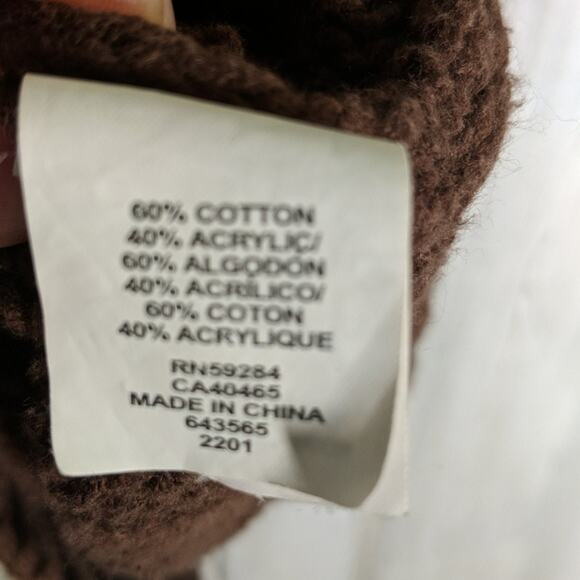 60% COTTON
40% ACRYLIC/
60% ALGODÓN
40% ACRÍLICO/
60% COTON
40% ACRYLIQUE
RN59284
CA40465
MADE IN CHINA
643565
2201